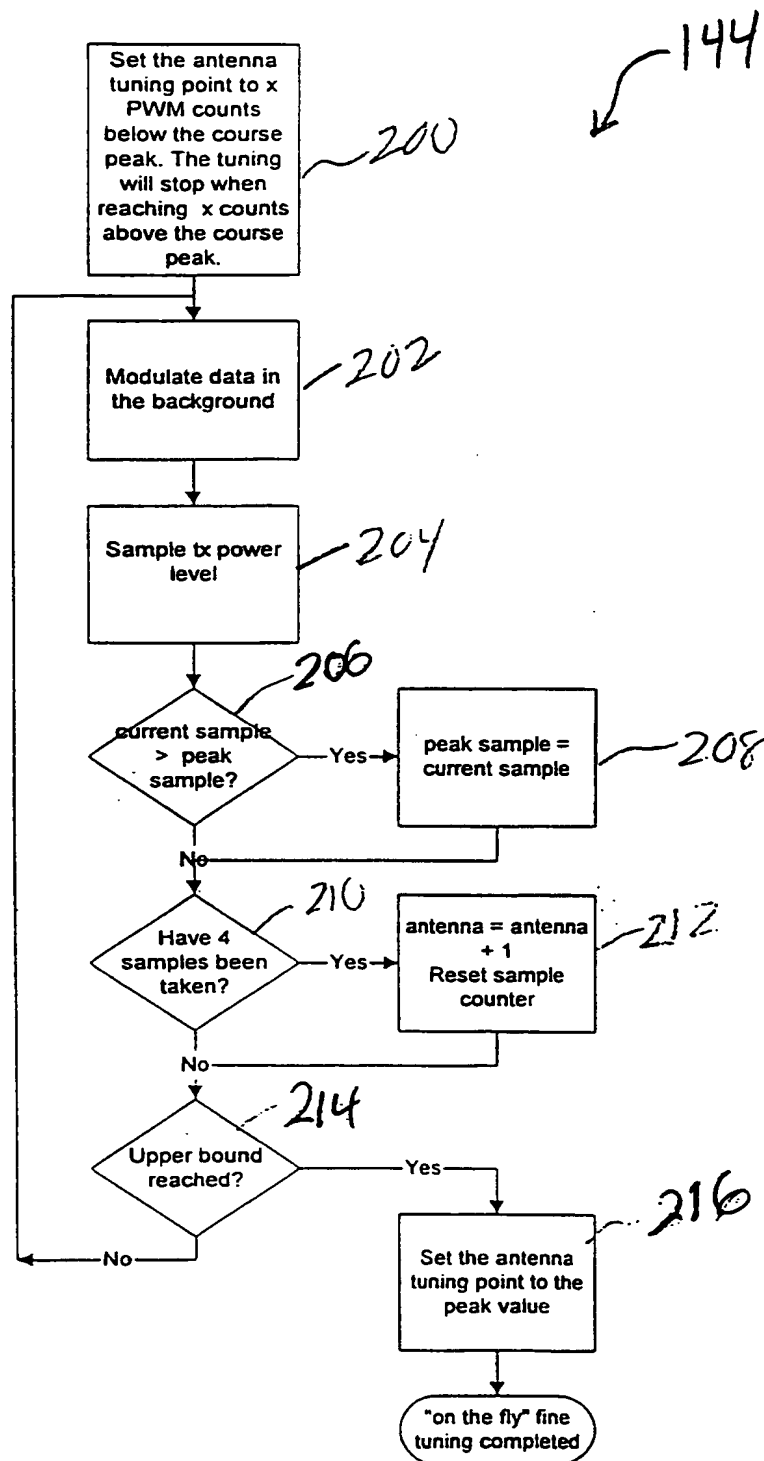 144
Set the antenna
tuning point to x
PWM counts
below the course
peak. The tuning
will stop when
reaching x counts
above the course
peak.
200
Modulate data in
the background
202
Sample tx power
level
204
206
current sample
> peak
sample?
Yes
peak sample =
current sample
208
No
210
Have 4
samples been
taken?
Yes
antenna = antenna
+ 1
Reset sample
counter
212
No
214
Upper bound
reached?
Yes
No
216
Set the antenna
tuning point to the
peak value
"on the fly" fine
tuning completed